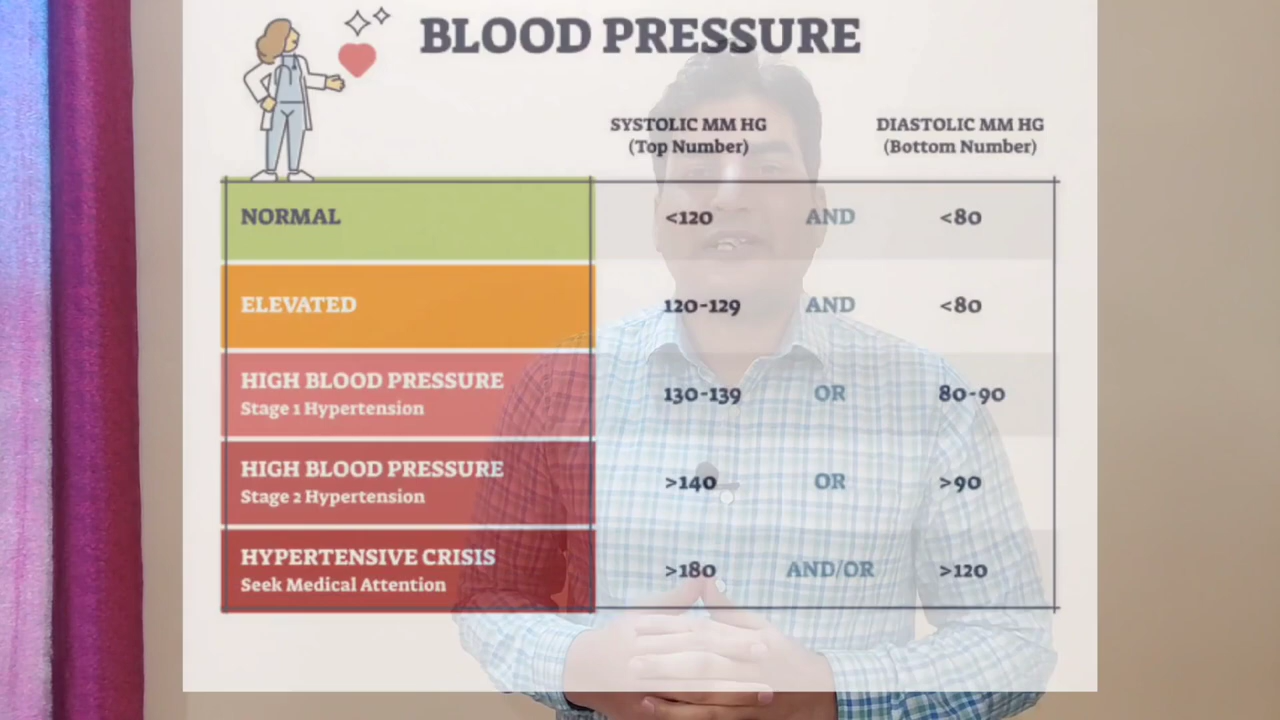 BLOOD PRESSURE
SYSTOLIC MM HG
(Top Number)
DIASTOLIC MM HG
(Bottom Number)
NORMAL
<120 AND <80
ELEVATED
120-129 AND <80
HIGH BLOOD PRESSURE
Stage 1 Hypertension
130-139 OR 80-90
HIGH BLOOD PRESSURE
Stage 2 Hypertension
>140 OR >90
HYPERTENSIVE CRISIS
Seek Medical Attention
>180 AND/OR >120